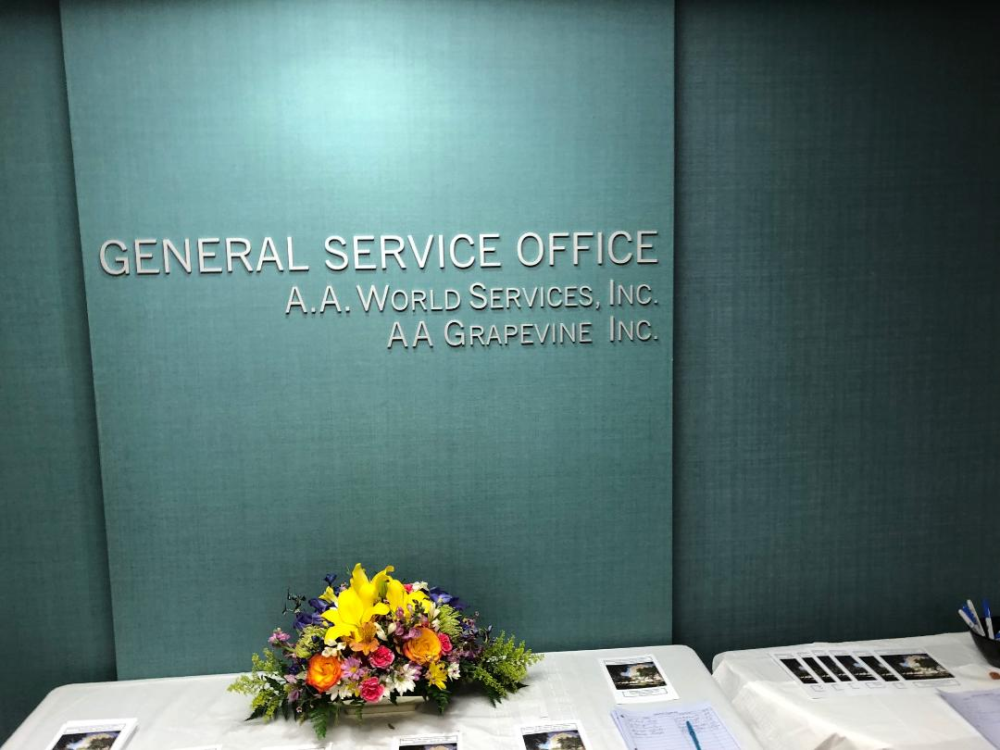 GENERAL SERVICE OFFICE
A.A. WORLD SERVICES, INC.
AA GRAPEVINE INC.